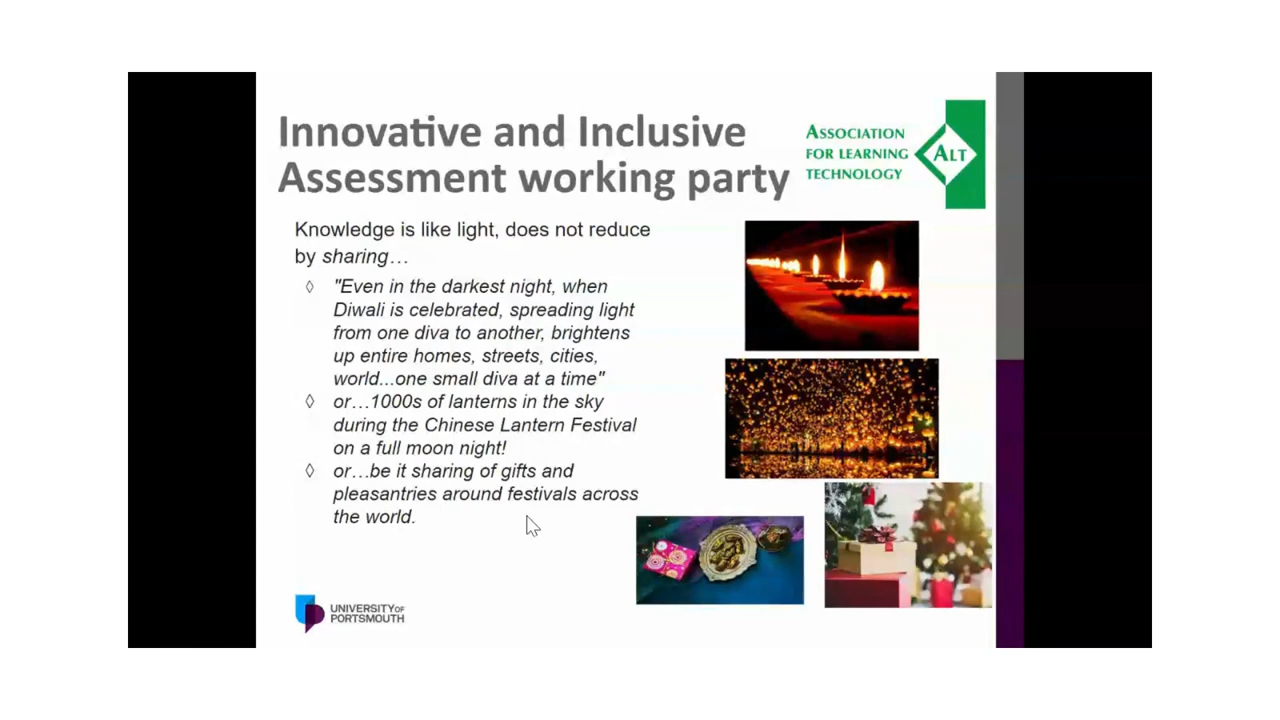 Innovative and Inclusive
Assessment working party
ASSOCIATION
FOR LEARNING
TECHNOLOGY
ALT
Knowledge is like light, does not reduce
by sharing…
◊ "Even in the darkest night, when
Diwali is celebrated, spreading light
from one diva to another, brightens
up entire homes, streets, cities,
world...one small diva at a time"
◊ or…1000s of lanterns in the sky
during the Chinese Lantern Festival
on a full moon night!
◊ or…be it sharing of gifts and
pleasantries around festivals across
the world.
UNIVERSITY OF
PORTSMOUTH